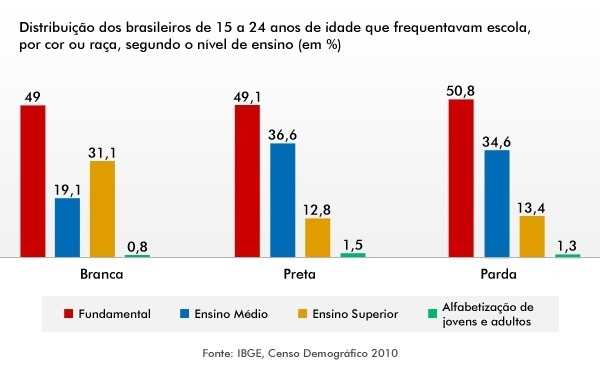 Distribuição dos brasileiros de 15 a 24 anos de idade que frequentavam escola,
por cor ou raça, segundo o nível de ensino (em %)
49
19,1
31,1
0,8
49,1
36,6
12,8
1,5
50,8
34,6
13,4
1,3
Branca
Preta
Parda
Fundamental
Ensino Médio
Ensino Superior
Alfabetização de
jovens e adultos
Fonte: IBGE, Censo Demográfico 2010